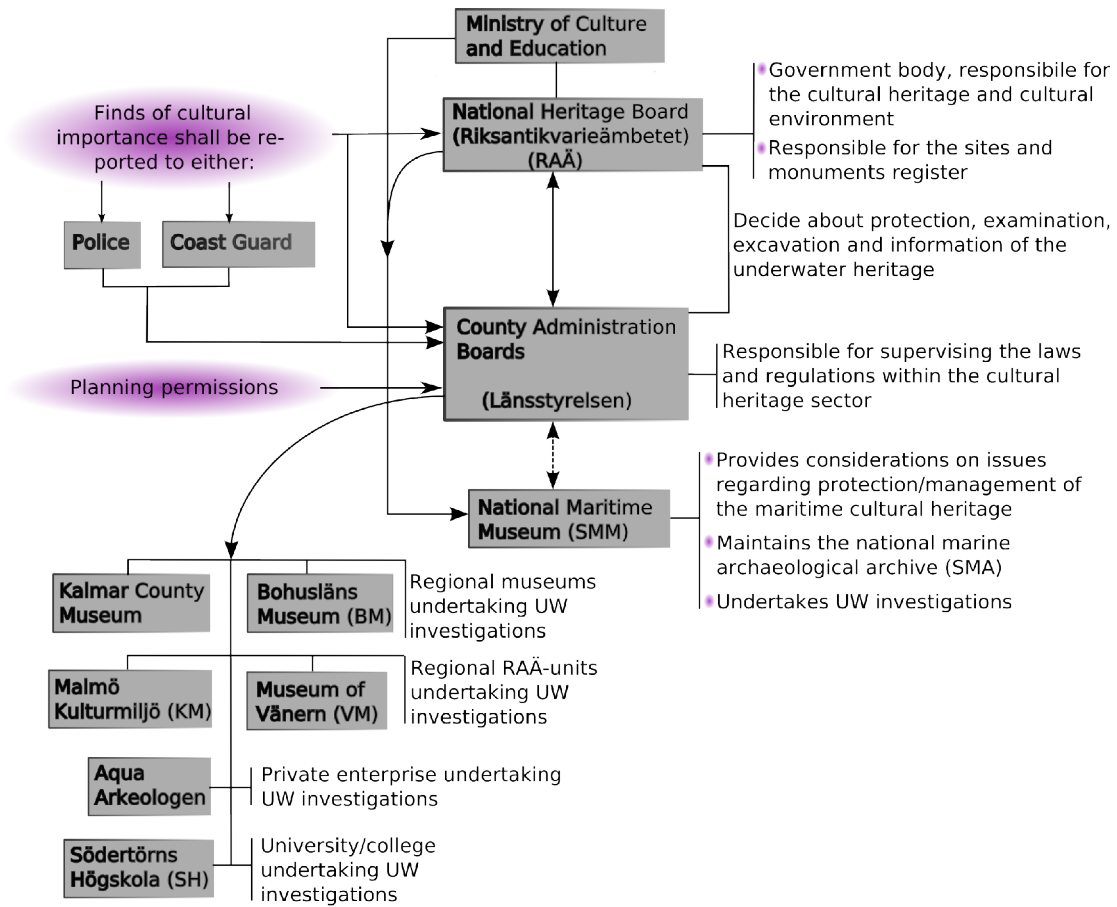 Ministry of Culture
and Education
National Heritage Board
(Riksantikvarieämbetet)
(RAÄ)
Government body, responsibile for
the cultural heritage and cultural
environment
Responsible for the sites and
monuments register
Finds of cultural
importance shall be re-
ported to either:
Police
Coast Guard
Decide about protection, examination,
excavation and information of the
underwater heritage
County Administration
Boards
(Länsstyrelsen)
Responsible for supervising the laws
and regulations within the cultural
heritage sector
Planning permissions
National Maritime
Museum (SMM)
Provides considerations on issues
regarding protection/management of
the maritime cultural heritage
Maintains the national marine
archaeological archive (SMA)
Undertakes UW investigations
Kalmar County
Museum
Bohusläns
Museum (BM)
Regional museums
undertaking UW
investigations
Malmö
Kulturmiljö (KM)
Museum of
Vänern (VM)
Regional RAÄ-units
undertaking UW
investigations
Aqua
Arkeologen
Private enterprise undertaking
UW investigations
Södertörns
Högskola (SH)
University/college
undertaking UW
investigations